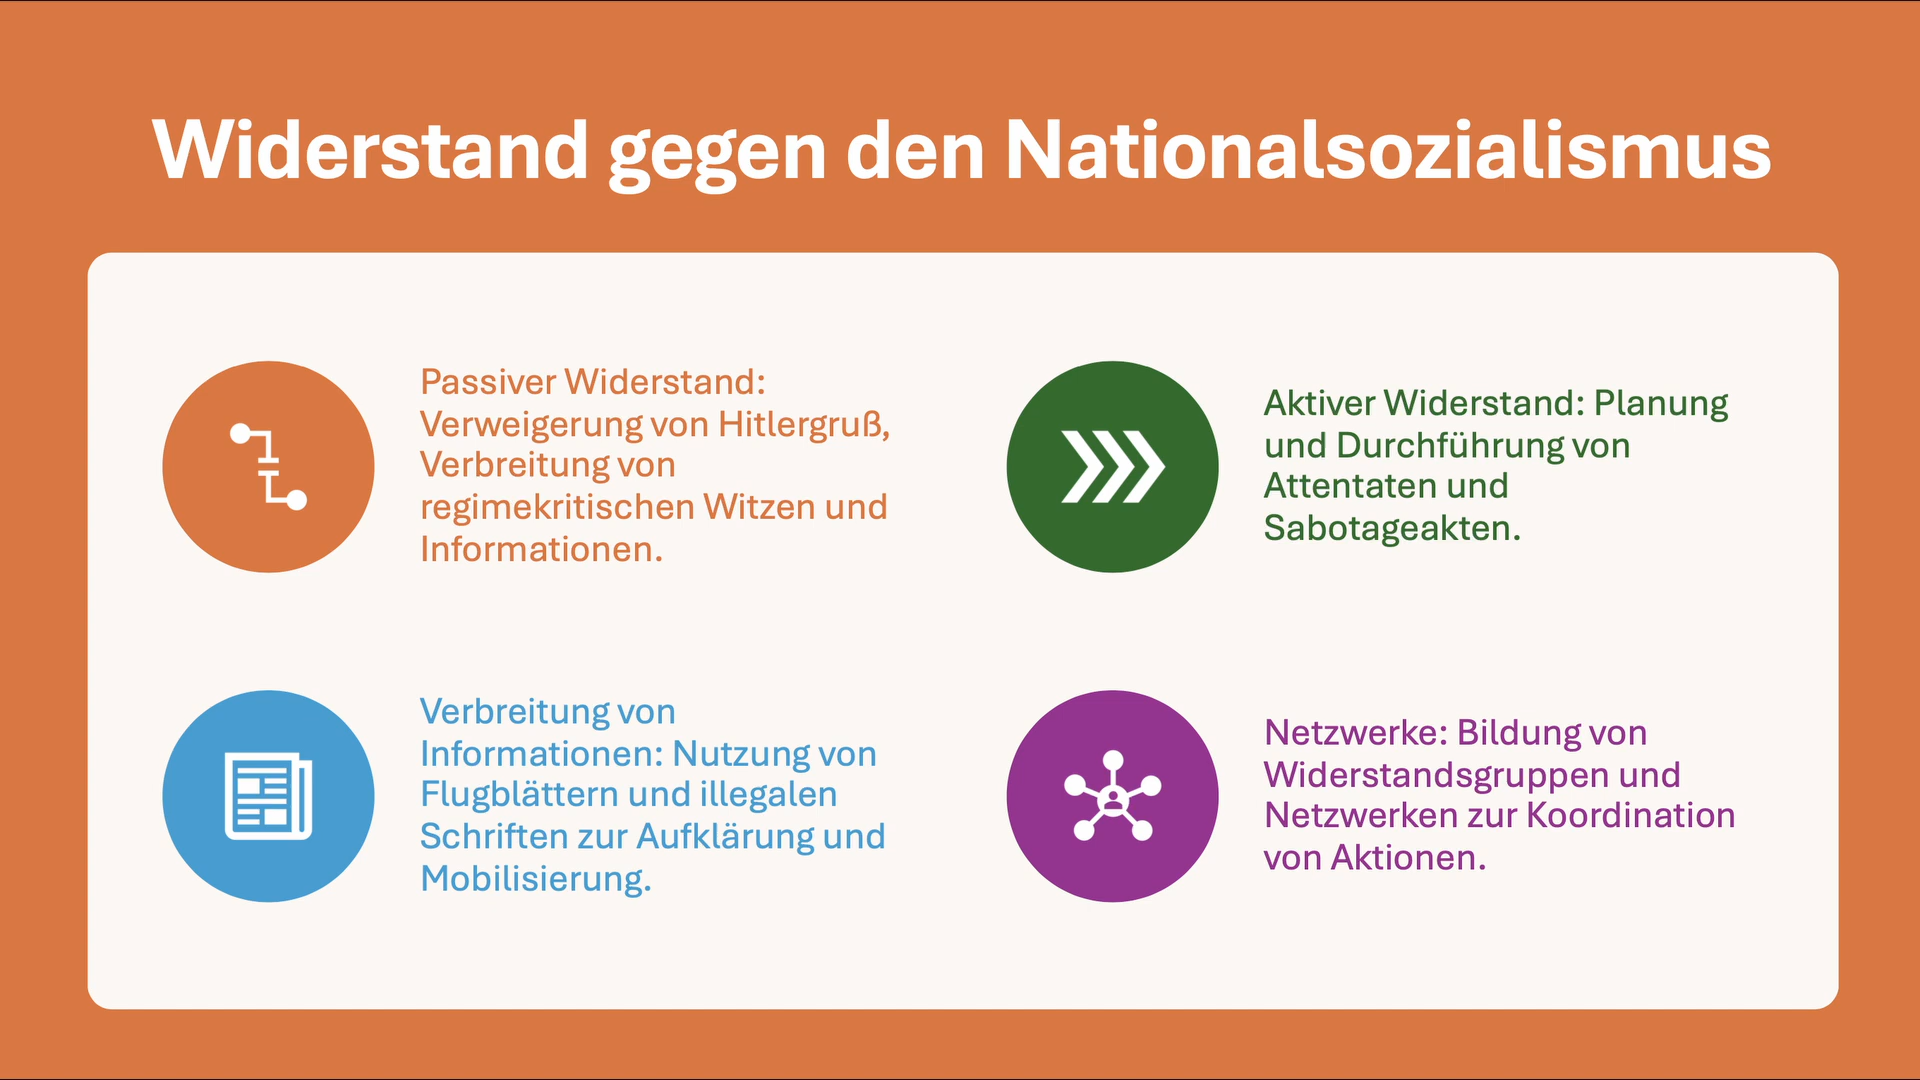 Widerstand gegen den Nationalsozialismus
Passiver Widerstand:
Verweigerung von Hitlergruß,
Verbreitung von
regimekritischen Witzen und
Informationen.
Aktiver Widerstand: Planung
und Durchführung von
Attentaten und
Sabotageakten.
Verbreitung von
Informationen: Nutzung von
Flugblättern und illegalen
Schriften zur Aufklärung und
Mobilisierung.
Netzwerke: Bildung von
Widerstandsgruppen und
Netzwerken zur Koordination
von Aktionen.